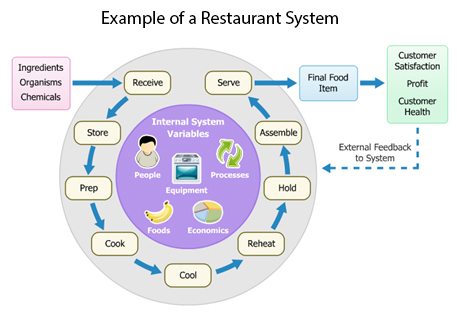 Example of a Restaurant System
Ingredients
Organisms
Chemicals
Receive
Serve
Final Food
Item
Customer
Satisfaction
Profit
Customer
Health
Internal System
Variables
Store
Assemble
External Feedback
to System
People
Equipment
Processes
Prep
Hold
Foods
Economics
Cook
Reheat
Cool